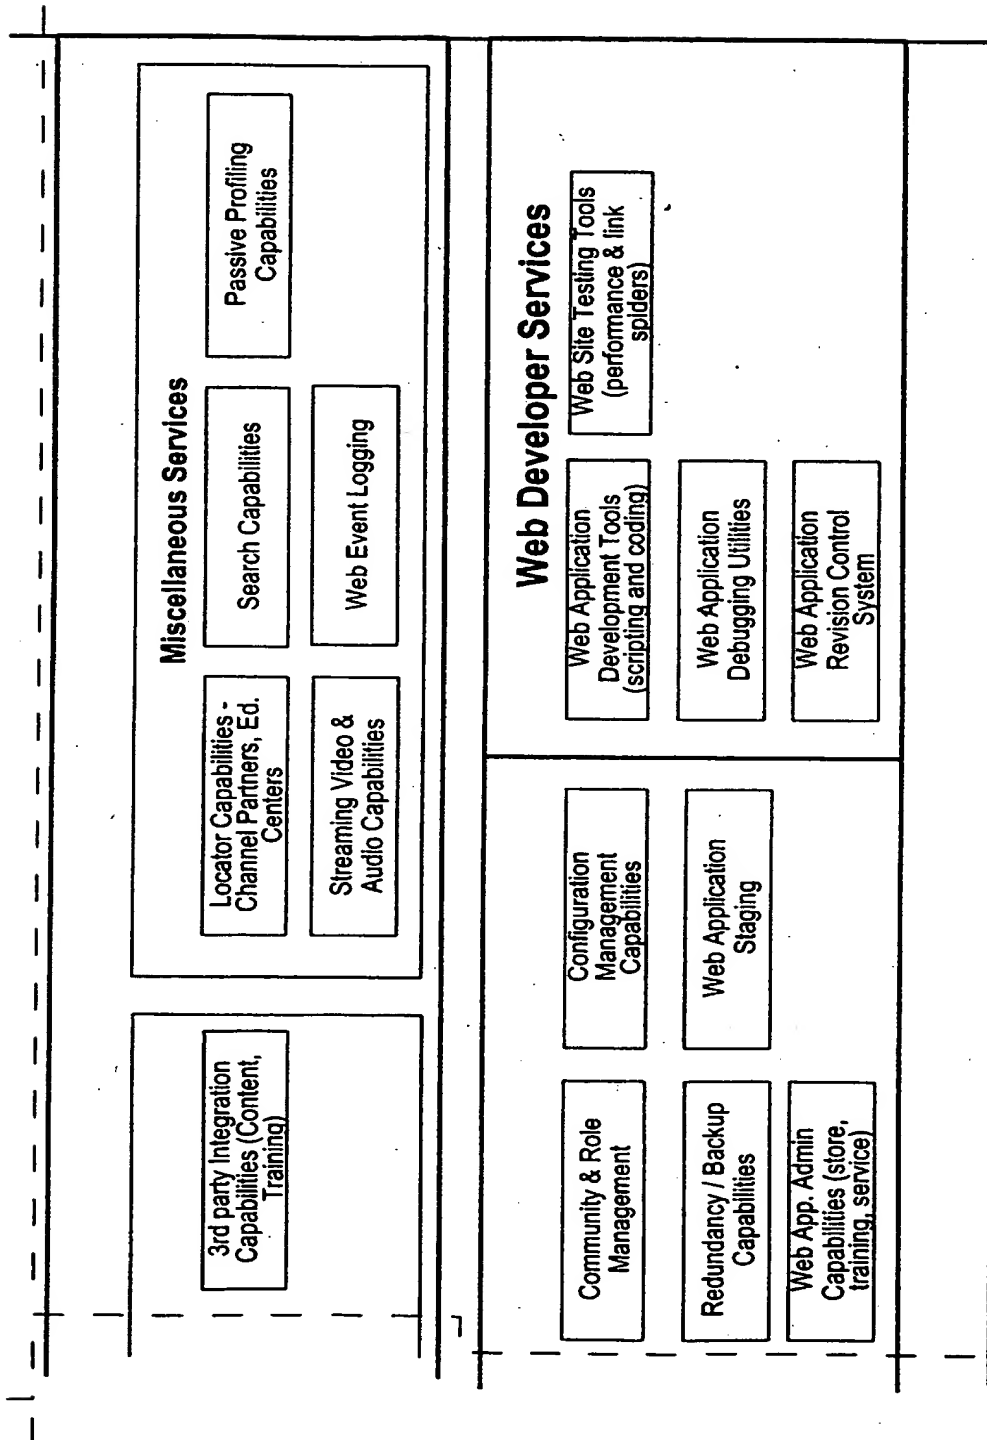 3rd party Integration
Capabilities (Content,
Training)
Miscellaneous Services
Locator Capabilities -
Channel Partners, Ed.
Centers
Search Capabilities
Passive Profiling
Capabilities
Streaming Video &
Audio Capabilities
Web Event Logging
Community & Role
Management
Configuration
Management
Capabilities
Redundancy / Backup
Capabilities
Web Application
Staging
Web App. Admin
Capabilities (store,
training, service)
Web Developer Services
Web Application
Development Tools
(scripting and coding)
Web Site Testing Tools
(performance & link
spiders)
Web Application
Debugging Utilities
Web Application
Revision Control
System